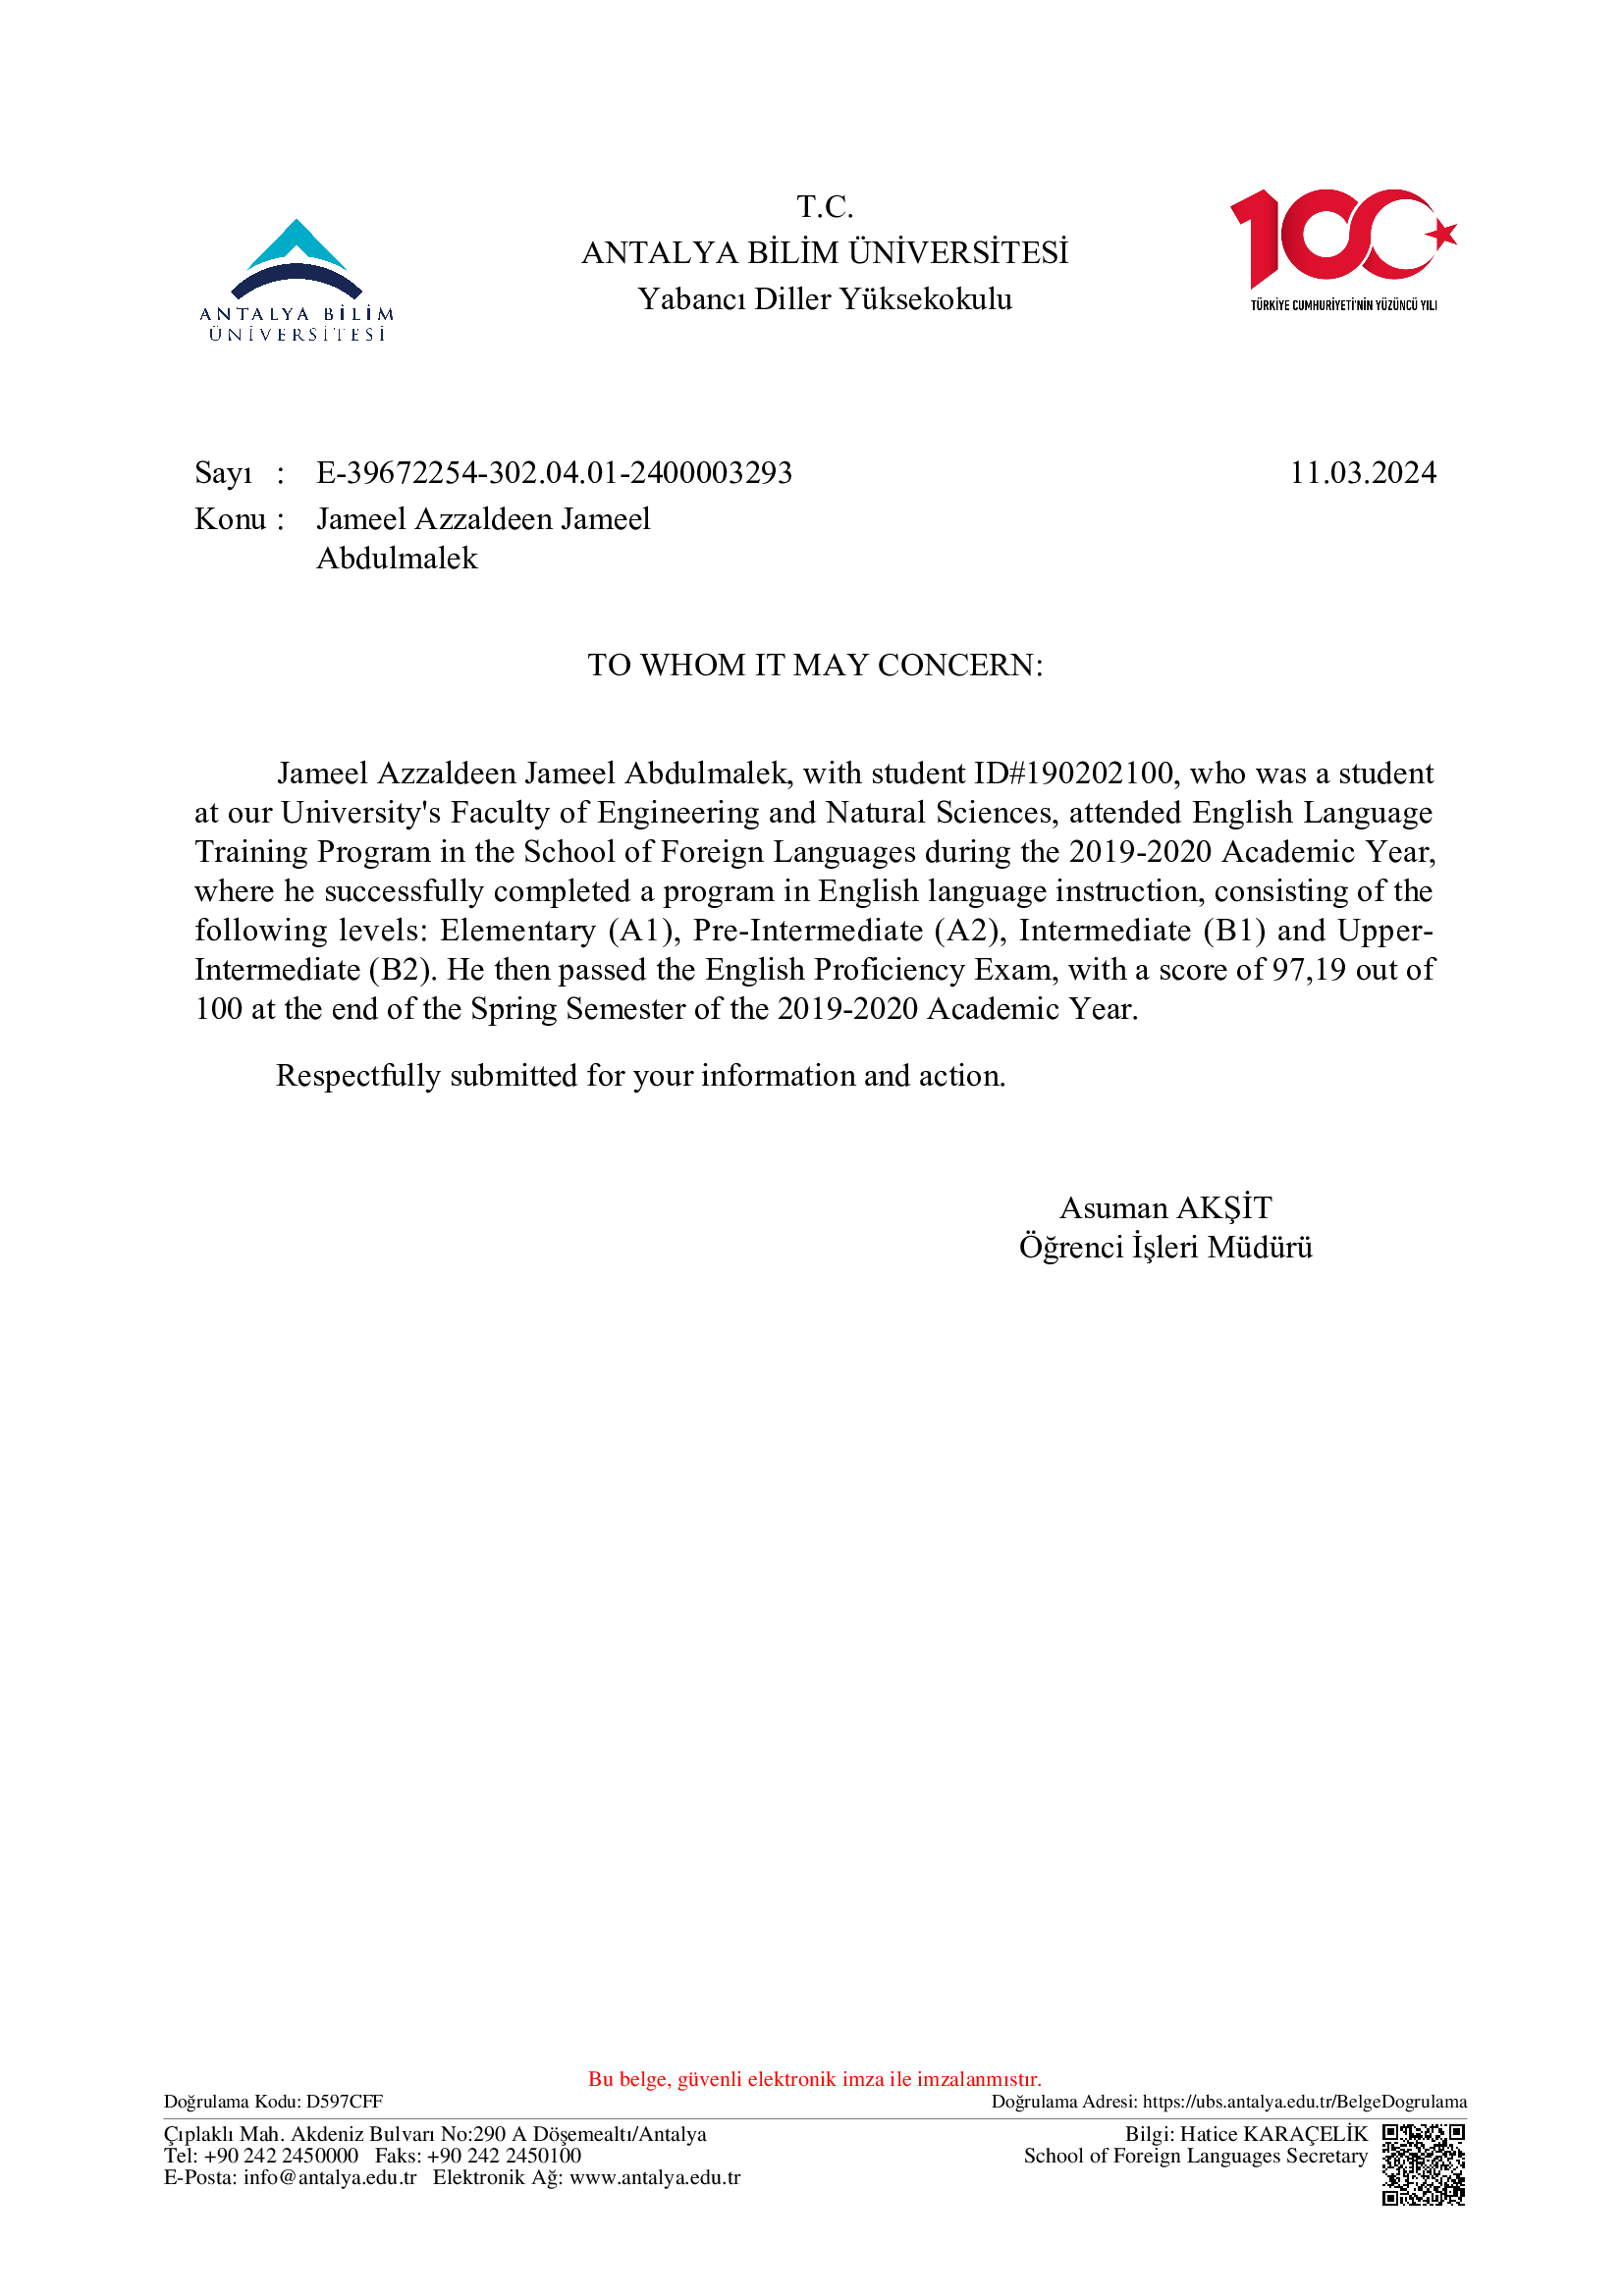 T.C.
ANTALYA BİLİM ÜNİVERSİTESİ
Yabancı Diller Yüksekokulu
ANTALYA BİLİM
ÜNİVERSİTESİ
100
TÜRKİYE CUMHURİYETİ'NİN YÜZÜNCÜ YILI
Sayı : E-39672254-302.04.01-2400003293 11.03.2024
Konu : Jameel Azzaldeen Jameel
Abdulmalek
TO WHOM IT MAY CONCERN:
Jameel Azzaldeen Jameel Abdulmalek, with student ID#190202100, who was a student
at our University's Faculty of Engineering and Natural Sciences, attended English Language
Training Program in the School of Foreign Languages during the 2019-2020 Academic Year,
where he successfully completed a program in English language instruction, consisting of the
following levels: Elementary (A1), Pre-Intermediate (A2), Intermediate (B1) and Upper-
Intermediate (B2). He then passed the English Proficiency Exam, with a score of 97,19 out of
100 at the end of the Spring Semester of the 2019-2020 Academic Year.
Respectfully submitted for your information and action.
Asuman AKŞİT
Öğrenci İşleri Müdürü
Bu belge, güvenli elektronik imza ile imzalanmıstır.
Doğrulama Kodu: D597CFF Doğrulama Adresi: https://ubs.antalya.edu.tr/BelgeDogrulama
Çıplaklı Mah. Akdeniz Bulvarı No:290 A Döşemealtı/Antalya Bilgi: Hatice KARAÇELİK
Tel: +90 242 2450000 Faks: +90 242 2450100 School of Foreign Languages Secretary
E-Posta: info@antalya.edu.tr Elektronik Ağ: www.antalya.edu.tr